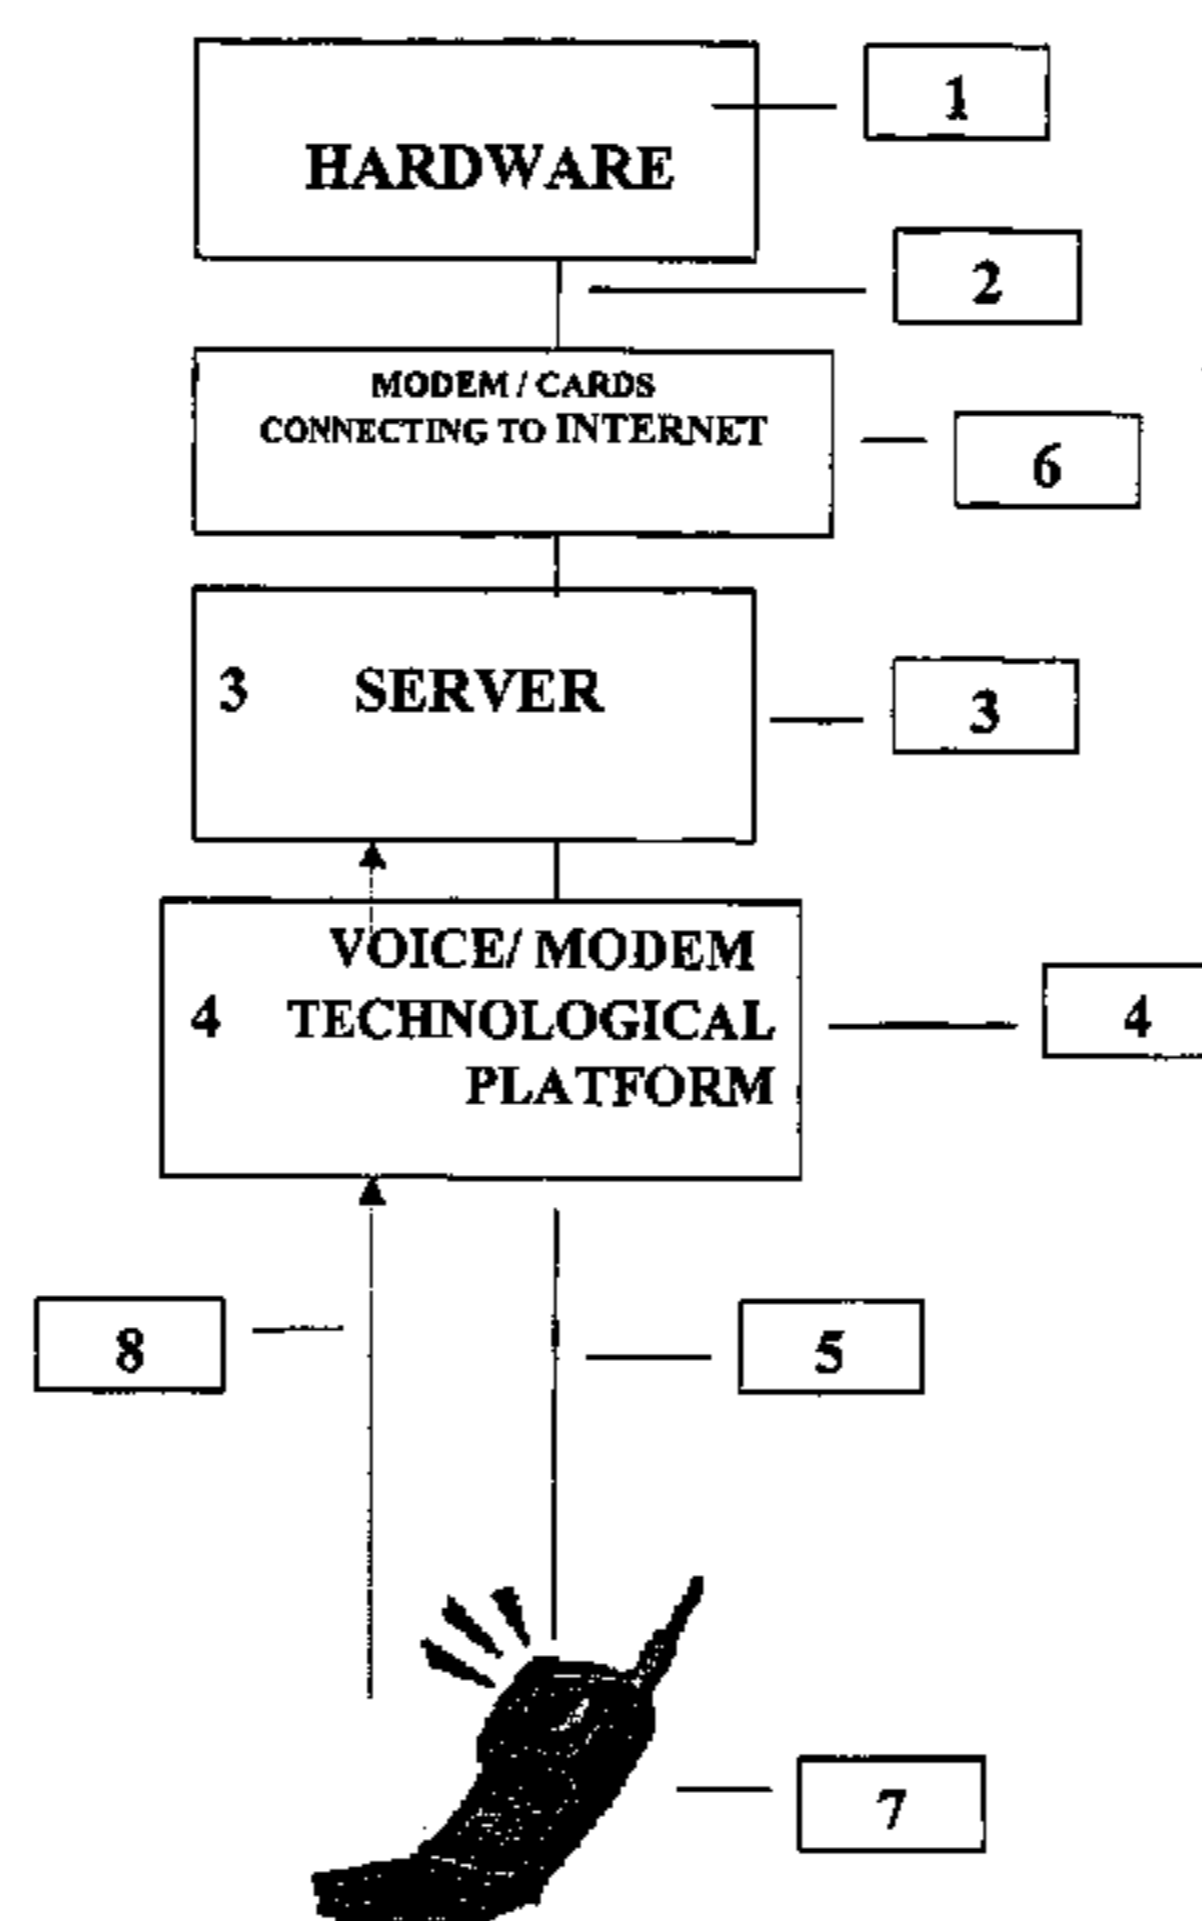 HARDWARE
1
2
MODEM / CARDS
CONNECTING TO INTERNET
6
3 SERVER
3
VOICE/ MODEM
4 TECHNOLOGICAL
4
PLATFORM
8
5
7